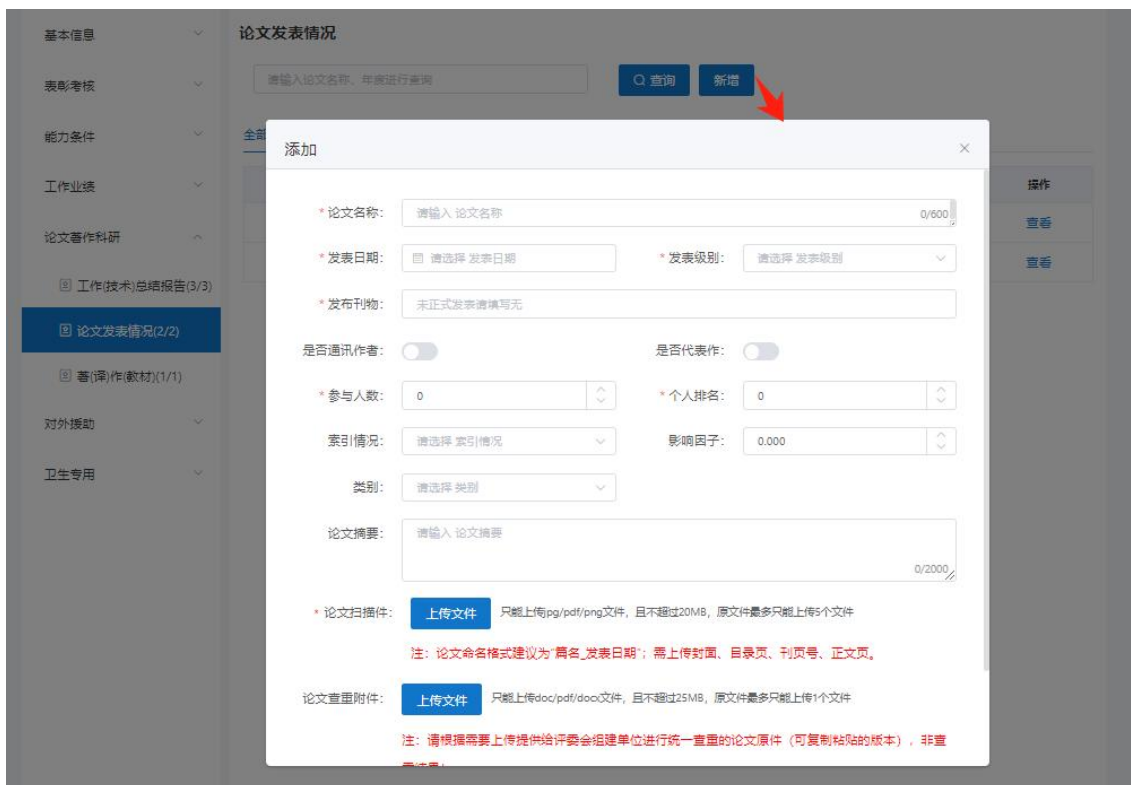 基本信息
论文发表情况
请输入论文名称、年度进行查询
查询
新增
表彰考核
能力条件
全部
添加
工作业绩
操作
* 论文名称:
请输入 论文名称
0/600
查看
论文著作科研
* 发表日期:
请选择 发表日期
* 发表级别:
请选择 发表级别
查看
工作(技术)总结报告(3/3)
* 发布刊物:
未正式发表请填写无
论文发表情况(2/2)
是否通讯作者:
是否代表作:
著(译)作(教材)(1/1)
* 参与人数:
0
* 个人排名:
0
对外援助
索引情况:
请选择 索引情况
影响因子:
0.000
卫生专用
类别:
请选择 类别
论文摘要:
请输入 论文摘要
0/2000
* 论文扫描件:
上传文件
只能上传jpg/pdf/png文件，且不超过20MB，原文件最多只能上传5个文件
注：论文命名格式建议为"篇名_发表日期"；需上传封面、目录页、刊页号、正文页。
论文查重附件:
上传文件
只能上传doc/pdf/docx文件，且不超过25MB，原文件最多只能上传1个文件
注：请根据需要上传提供给评委会组建单位进行统一查重的论文原件（可复制粘贴的版本），非查